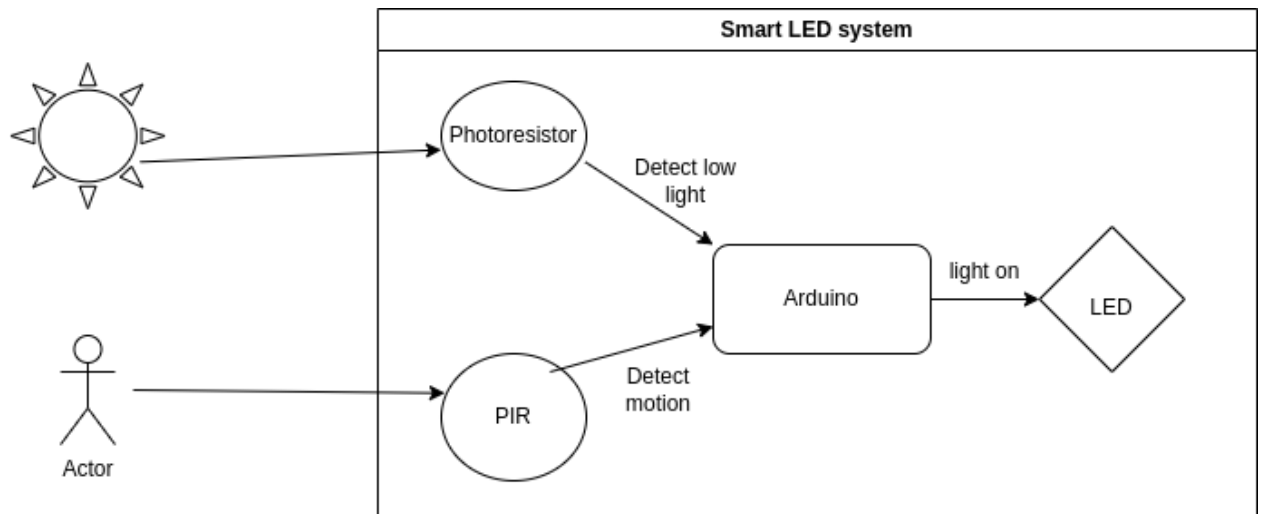 Smart LED system
Photoresistor
Detect low
light
Arduino
light on
LED
PIR
Detect
motion
Actor